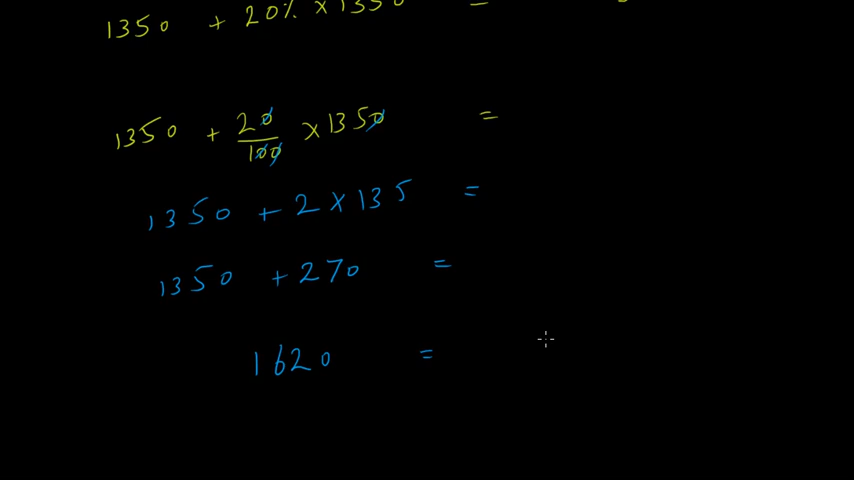 1350 + 20% × 1350 =
1350 + 20/100 × 1350 =
1350 + 2 × 135 =
1350 + 270 =
1620 =